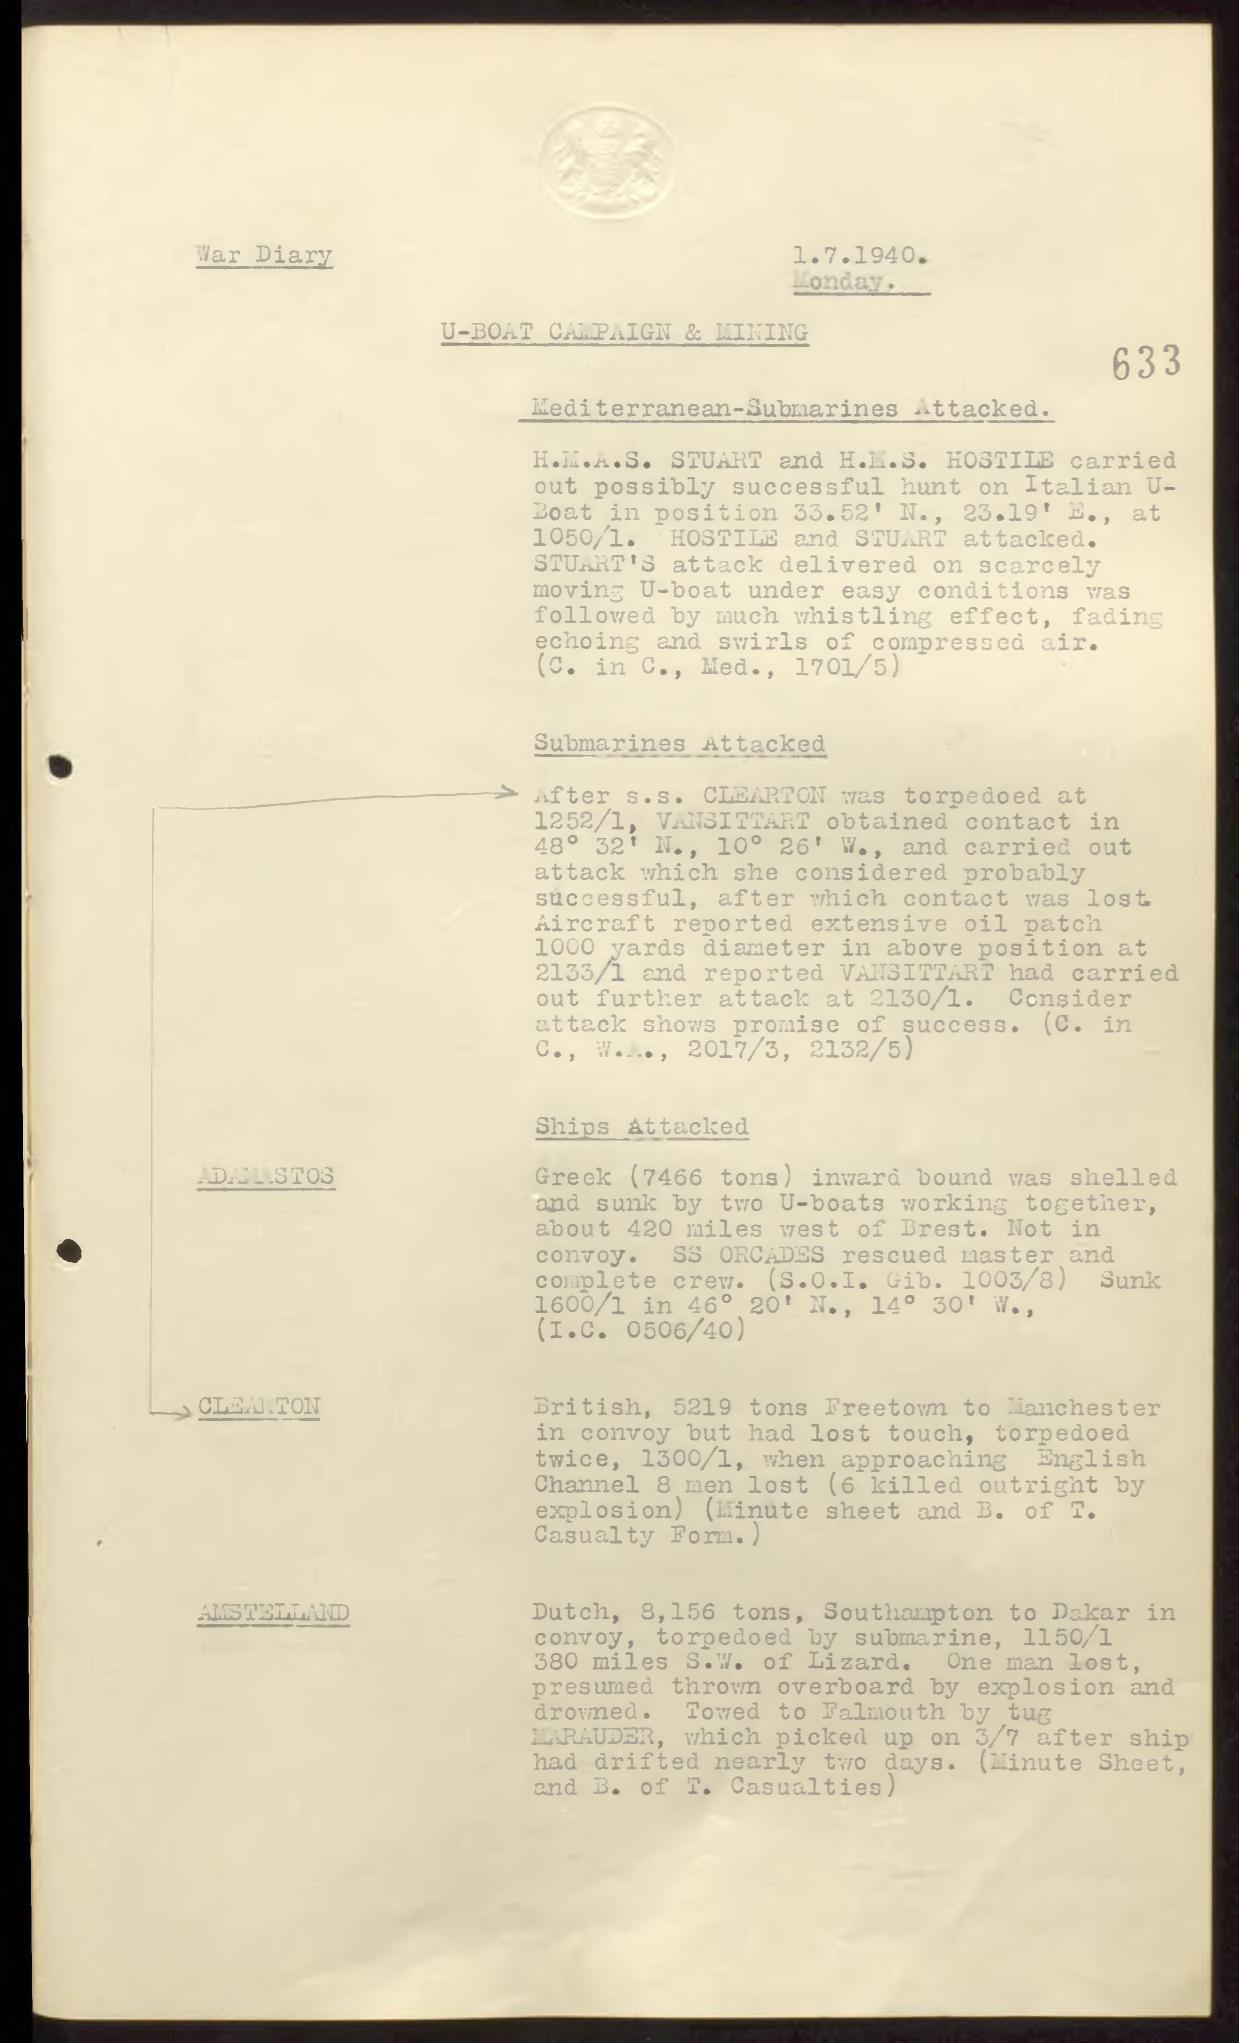 War Diary
1.7.1940.
Monday.
U-BOAT CAMPAIGN & MINING
633
Mediterranean-Submarines Attacked.
H.M.A.S. STUART and H.M.S. HOSTILE carried
out possibly successful hunt on Italian U-
Boat in position 33.52' N., 23.19' E., at
1050/1. HOSTILE and STUART attacked.
STUART'S attack delivered on scarcely
moving U-boat under easy conditions was
followed by much whistling effect, fading
echoing and swirls of compressed air.
(C. in C., Med., 1701/5)
Submarines Attacked
After s.s. CLEARTON was torpedoed at
1252/1, VANSITTART obtained contact in
48° 32' N., 10° 26' W., and carried out
attack which she considered probably
successful, after which contact was lost.
Aircraft reported extensive oil patch
1000 yards diameter in above position at
2133/1 and reported VANSITTART had carried
out further attack at 2130/1. Consider
attack shows promise of success. (C. in
C., W.A., 2017/3, 2132/5)
Ships Attacked
ADAMASTOS
Greek (7466 tons) inward bound was shelled
and sunk by two U-boats working together,
about 420 miles west of Brest. Not in
convoy. SS ORCADES rescued master and
complete crew. (S.O.I. Gib. 1003/8) Sunk
1600/1 in 46° 20' N., 14° 30' W.,
(I.C. 0506/40)
CLEARTON
British, 5219 tons Freetown to Manchester
in convoy but had lost touch, torpedoed
twice, 1300/1, when approaching English
Channel 8 men lost (6 killed outright by
explosion) (Minute sheet and B. of T.
Casualty Form.)
AMSTELLAND
Dutch, 8,156 tons, Southampton to Dakar in
convoy, torpedoed by submarine, 1150/1
380 miles S.W. of Lizard. One man lost,
presumed thrown overboard by explosion and
drowned. Towed to Falmouth by tug
MARAUDER, which picked up on 3/7 after ship
had drifted nearly two days. (Minute Sheet,
and B. of T. Casualties)